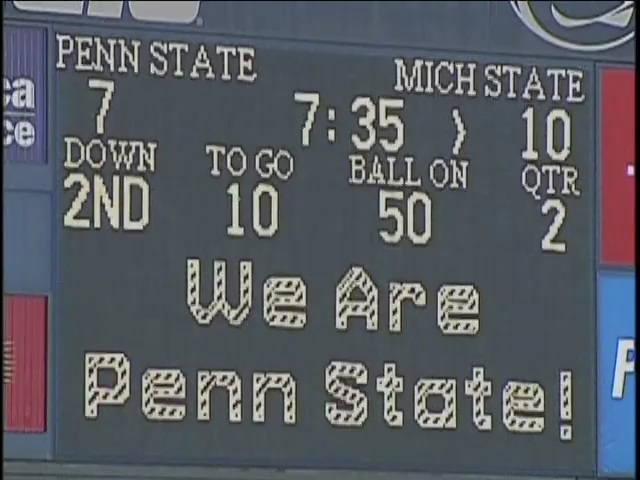 PENN STATE MICH STATE
7 7:35 ❭ 10
DOWN TO GO BALL ON QTR
2ND 10 50 2
We Are
Penn State!